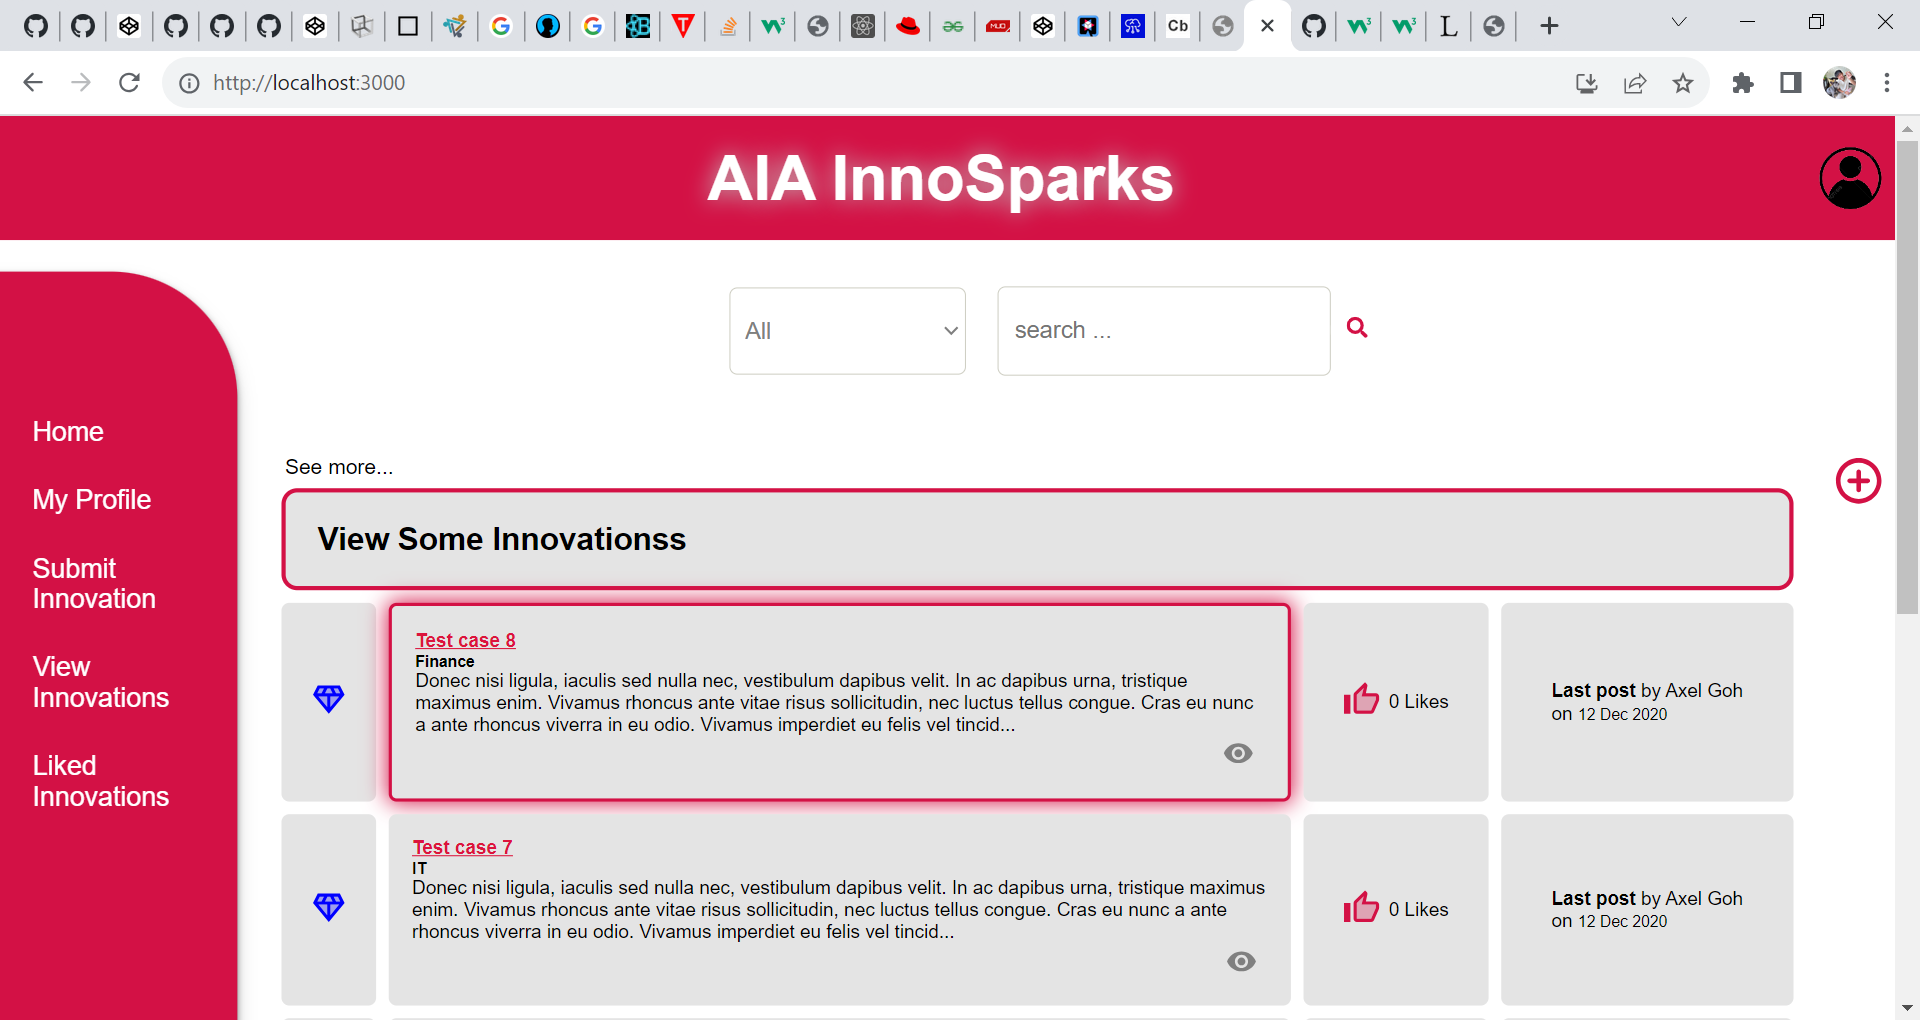 Cb
L
http://localhost:3000
AIA InnoSparks
All
search ...
Home
My Profile
Submit
Innovation
View
Innovations
Liked
Innovations
See more...
View Some Innovationss
Test case 8
Finance
Donec nisi ligula, iaculis sed nulla nec, vestibulum dapibus velit. In ac dapibus urna, tristique
maximus enim. Vivamus rhoncus ante vitae risus sollicitudin, nec luctus tellus congue. Cras eu nunc
a ante rhoncus viverra in eu odio. Vivamus imperdiet eu felis vel tincid...
0 Likes
Last post by Axel Goh
on 12 Dec 2020
Test case 7
IT
Donec nisi ligula, iaculis sed nulla nec, vestibulum dapibus velit. In ac dapibus urna, tristique maximus
enim. Vivamus rhoncus ante vitae risus sollicitudin, nec luctus tellus congue. Cras eu nunc a ante
rhoncus viverra in eu odio. Vivamus imperdiet eu felis vel tincid...
0 Likes
Last post by Axel Goh
on 12 Dec 2020